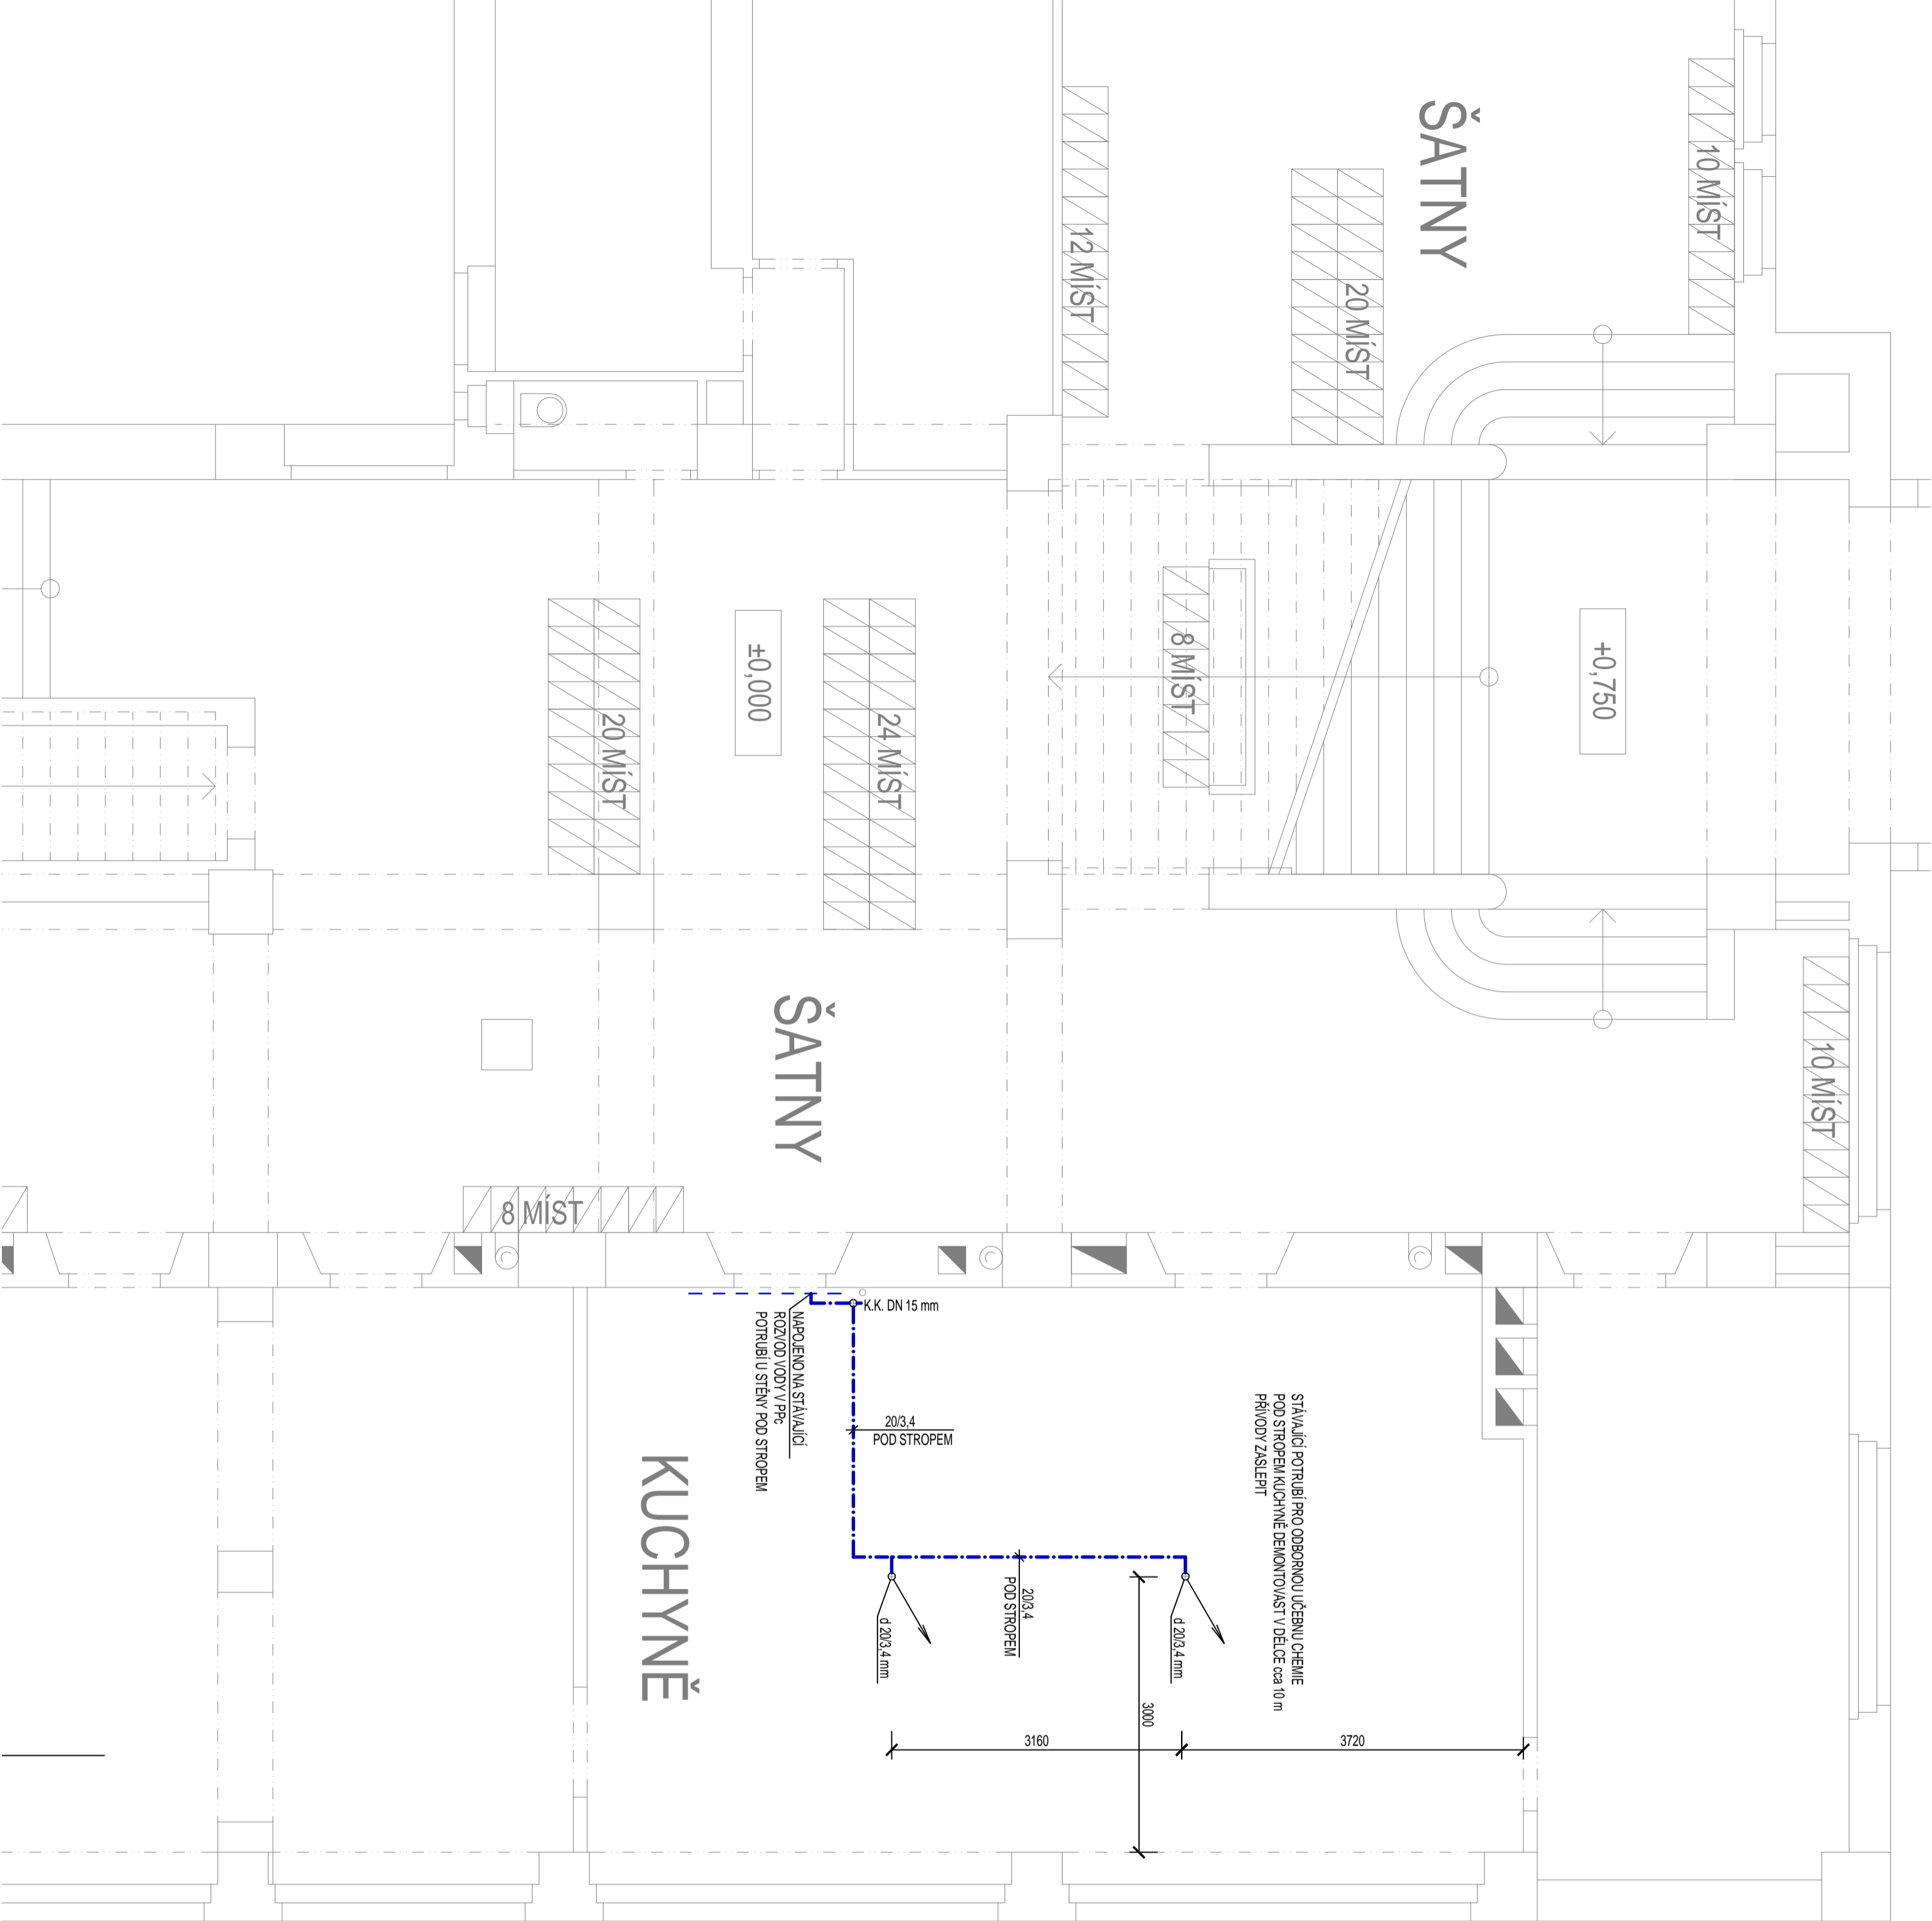 ŠATNY
10 MÍST
12 MÍST
20 MÍST
8 MÍST
+0,750
±0,000
20 MÍST
24 MÍST
ŠATNY
10 MÍST
8 MÍST
K.K. DN 15 mm
NAPOJENO NA STÁVAJÍCÍ
ROZVOD VODY V PPc
POTRUBÍ U STĚNY POD STROPEM
20/3,4
POD STROPEM
STÁVAJÍCÍ POTRUBÍ PRO ODBORNOU UČEBNU CHEMIE
POD STROPEM KUCHYNĚ DEMONTOVAST V DÉLCE cca 10 m
PŘÍVODY ZASLEPIT
KUCHYNĚ
20/3,4
POD STROPEM
d 20/3,4 mm
d 20/3,4 mm
3000
3160
3720